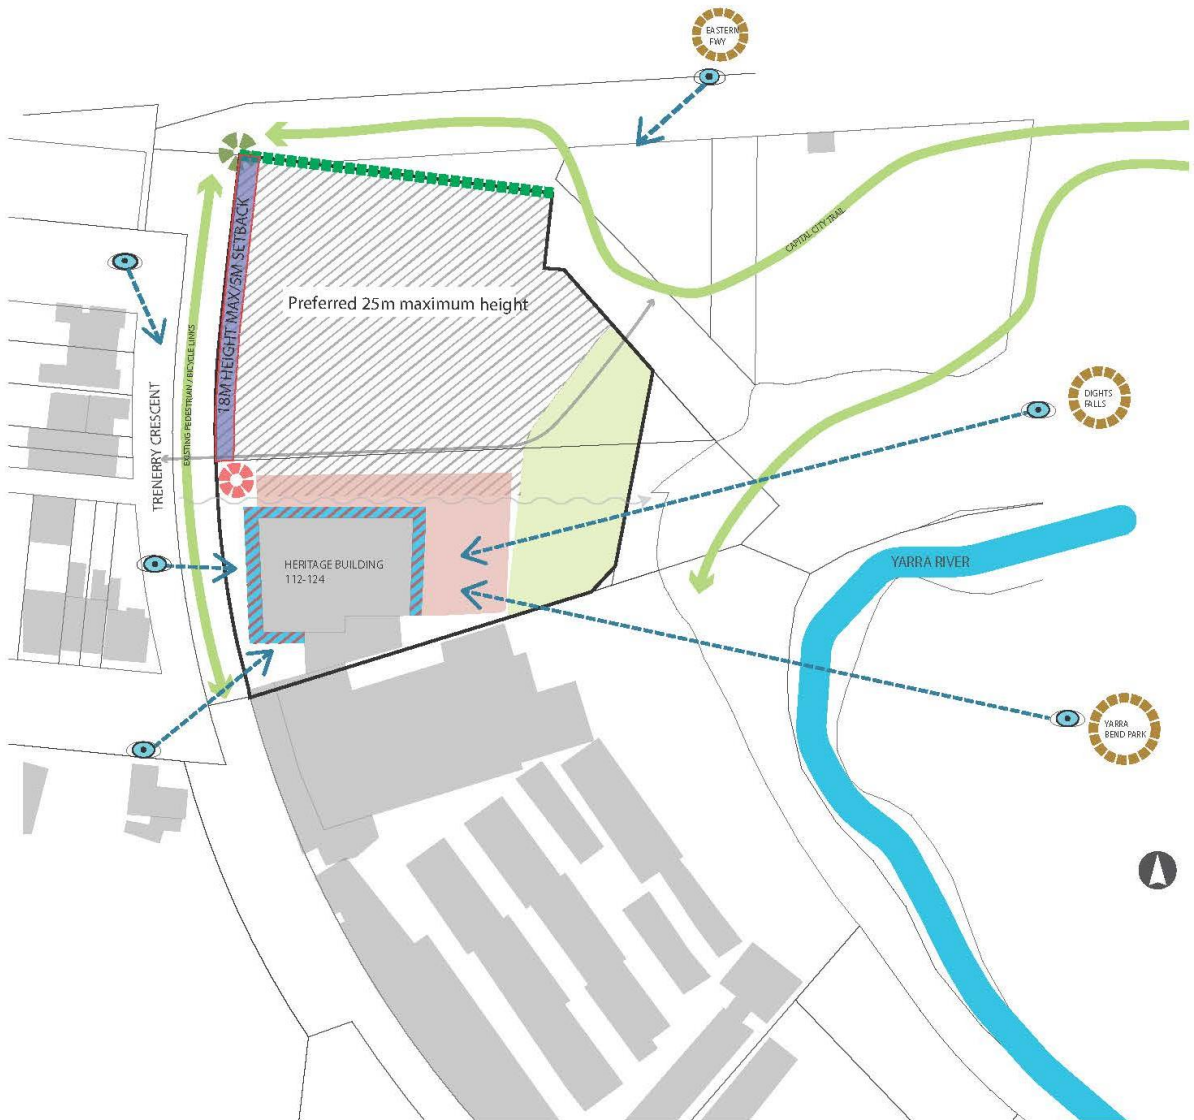 EASTERN
FWY
CAPITAL CITY TRAIL
18M HEIGHT MAX/5M SETBACK
Preferred 25m maximum height
EXISTING PEDESTRIAN / BICYCLE LINKS
TRENERRY CRESCENT
DIGHTS
FALLS
HERITAGE BUILDING
112-124
YARRA RIVER
YARRA
BEND PARK